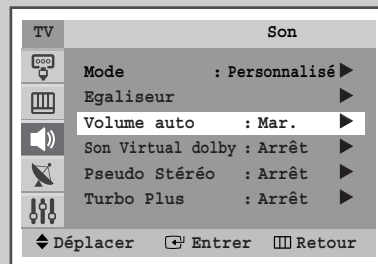 TV Son
Mode : Personnalisé
Egaliseur
Volume auto : Mar.
Son Virtual dolby : Arrêt
Pseudo Stéréo : Arrêt
Turbo Plus : Arrêt
Déplacer Entrer Retour